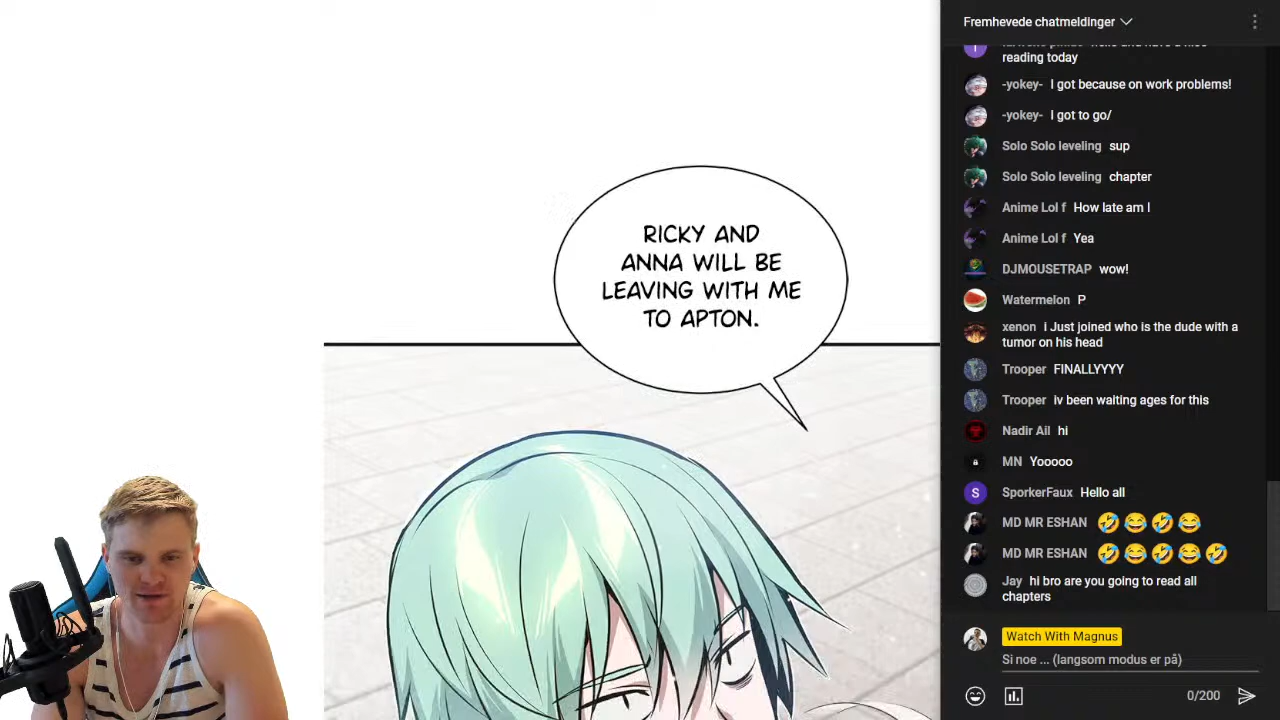 RICKY AND
ANNA WILL BE
LEAVING WITH ME
TO APTON.
Fremhevede chatmeldinger
reading today
-yokey- I got because on work problems!
-yokey- I got to go/
Solo Solo leveling sup
Solo Solo leveling chapter
Anime Lol f How late am I
Anime Lol f Yea
DJMOUSETRAP wow!
Watermelon P
xenon i Just joined who is the dude with a
tumor on his head
Trooper FINALLYYYY
Trooper iv been waiting ages for this
Nadir Ail hi
MN Yooooo
S SporkerFaux Hello all
MD MR ESHAN 🤣😂🤣😂
MD MR ESHAN 🤣😂🤣😂🤣
Jay hi bro are you going to read all
chapters
Watch With Magnus
Si noe ... (langsom modus er på)
0/200